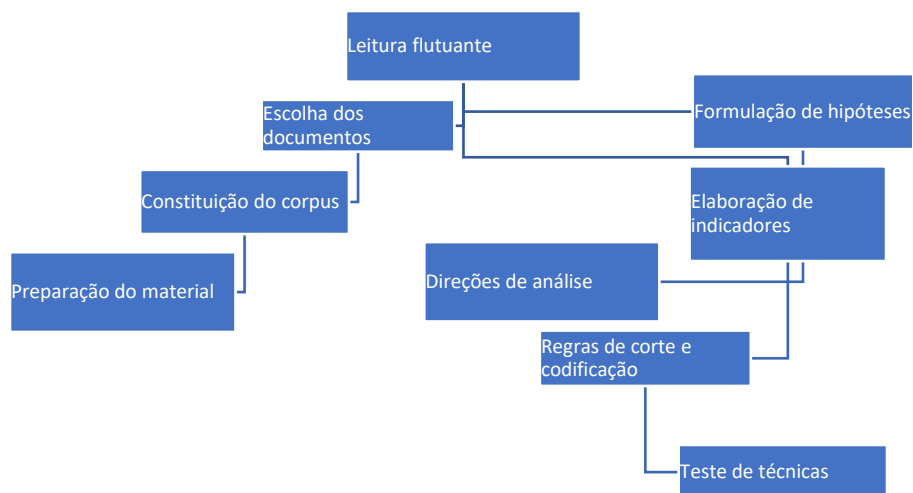 Leitura flutuante
Escolha dos
documentos
Formulação de hipóteses
Constituição do corpus
Elaboração de
indicadores
Preparação do material
Direções de análise
Regras de corte e
codificação
Teste de técnicas